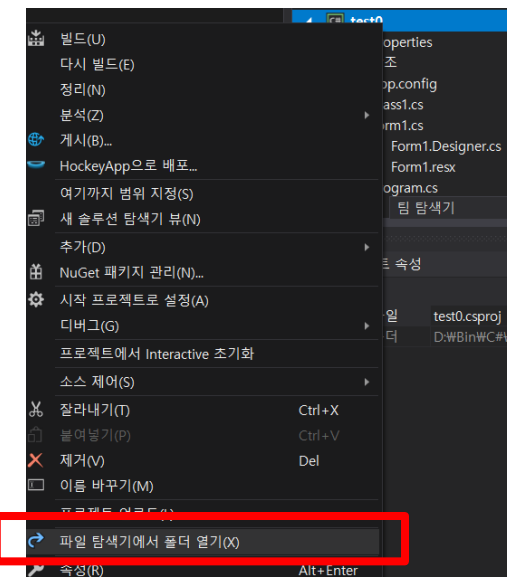 test0
빌드(U)
다시 빌드(E)
정리(N)
분석(Z)
게시(B)...
HockeyApp으로 배포...
여기까지 범위 지정(S)
새 솔루션 탐색기 뷰(N)
추가(D)
NuGet 패키지 관리(N)...
시작 프로젝트로 설정(A)
디버그(G)
프로젝트에서 Interactive 초기화
소스 제어(S)
잘라내기(T) Ctrl+X
붙여넣기(P) Ctrl+V
제거(V) Del
이름 바꾸기(M)
파일 탐색기에서 폴더 열기(X)
속성(R) Alt+Enter
operties
조
pp.config
ass1.cs
rm1.cs
Form1.Designer.cs
Form1.resx
ogram.cs
팀 탐색기
트 속성
일 test0.csproj
더 D:₩Bin₩C#₩